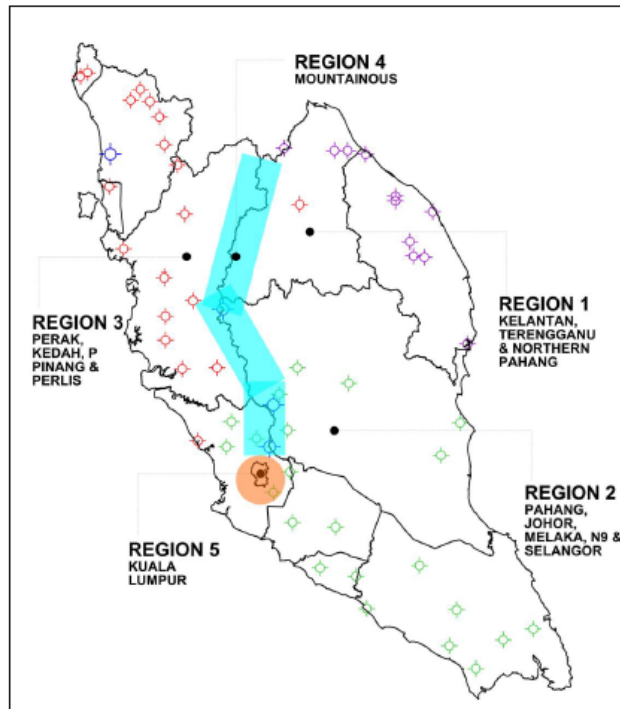 REGION 4
MOUNTAINOUS
REGION 1
KELANTAN,
TERENGGANU
& NORTHERN
PAHANG
REGION 3
PERAK,
KEDAH, P
PINANG &
PERLIS
REGION 2
PAHANG,
JOHOR,
MELAKA, N9 &
SELANGOR
REGION 5
KUALA
LUMPUR